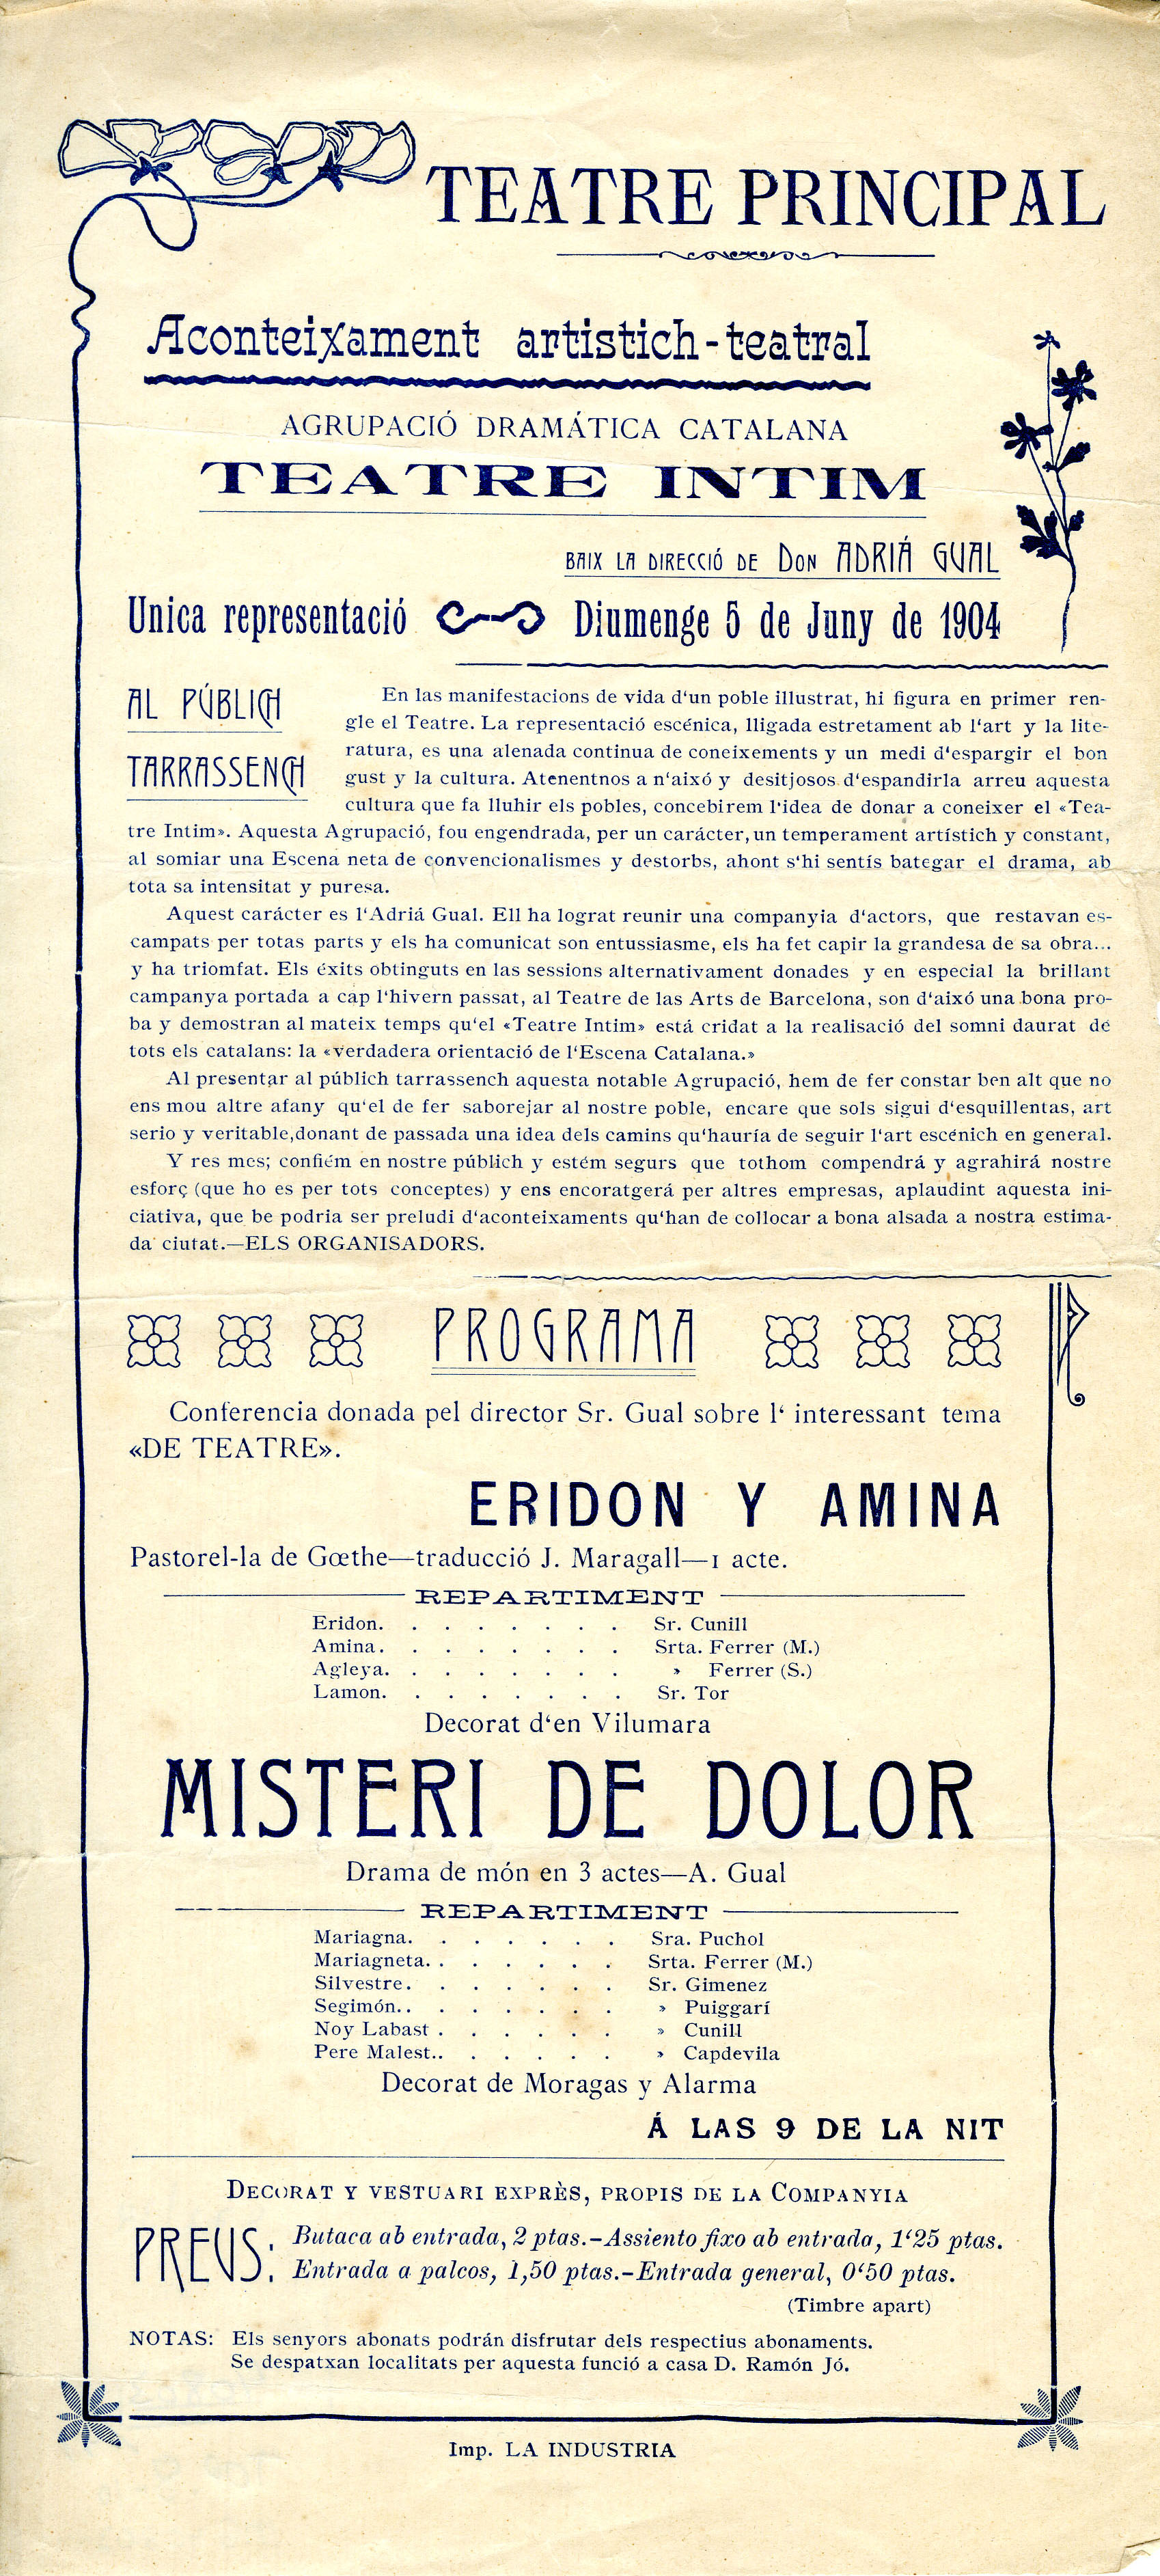 TEATRE PRINCIPAL
Aconteixament artistich-teatral
AGRUPACIÓ DRAMÁTICA CATALANA
TEATRE INTIM
BAIX LA DIRECCIÓ DE DON ADRIÁ GUAL
Unica representació Diumenge 5 de Juny de 1904
AL PÚBLICH
TARRASSENCH
En las manifestacions de vida d'un poble illustrat, hi figura en primer ren-
gle el Teatre. La representació escénica, lligada estretament ab l'art y la lite-
ratura, es una alenada continua de coneixements y un medi d'espargir el bon
gust y la cultura. Atenentnos a n'aixó y desitjosos d'espandirla arreu aquesta
cultura que fa lluhir els pobles, concebirem l'idea de donar a coneixer el «Tea-
tre Intim». Aquesta Agrupació, fou engendrada, per un carácter, un temperament artístich y constant,
al somiar una Escena neta de convencionalismes y destorbs, ahont s'hi sentís bategar el drama, ab
tota sa intensitat y puresa.
Aquest carácter es l'Adriá Gual. Ell ha lograt reunir una companyia d'actors, que restavan es-
campats per totas parts y els ha comunicat son entussiasme, els ha fet capir la grandesa de sa obra...
y ha triomfat. Els éxits obtinguts en las sessions alternativament donades y en especial la brillant
campanya portada a cap l'hivern passat, al Teatre de las Arts de Barcelona, son d'aixó una bona pro-
ba y demostran al mateix temps qu'el «Teatre Intim» está cridat a la realisació del somni daurat de
tots els catalans: la «verdadera orientació de l'Escena Catalana.»
Al presentar al públich tarrassench aquesta notable Agrupació, hem de fer constar ben alt que no
ens mou altre afany qu'el de fer saborejar al nostre poble, encare que sols sigui d'esquillentas, art
serio y veritable, donant de passada una idea dels camins qu'hauría de seguir l'art escénich en general.
Y res mes; confiém en nostre públich y estém segurs que tothom compendrá y agrahirá nostre
esforç (que ho es per tots conceptes) y ens encoratgerá per altres empresas, aplaudint aquesta ini-
ciativa, que be podria ser preludi d'aconteixaments qu'han de collocar a bona alsada a nostra estima-
da ciutat.—ELS ORGANISADORS.
PROGRAMA
Conferencia donada pel director Sr. Gual sobre l' interessant tema
«DE TEATRE».
ERIDON Y AMINA
Pastorel-la de Gœthe—traducció J. Maragall—1 acte.
REPARTIMENT
Eridon. . . . . . . . Sr. Cunill
Amina. . . . . . . . Srta. Ferrer (M.)
Agleya. . . . . . . . » Ferrer (S.)
Lamon. . . . . . . . Sr. Tor
Decorat d'en Vilumara
MISTERI DE DOLOR
Drama de món en 3 actes—A. Gual
REPARTIMENT
Mariagna. . . . . . . Sra. Puchol
Mariagneta. . . . . . . Srta. Ferrer (M.)
Silvestre. . . . . . . Sr. Gimenez
Segimón. . . . . . . . » Puiggarí
Noy Labast . . . . . . » Cunill
Pere Malest. . . . . . . » Capdevila
Decorat de Moragas y Alarma
Á LAS 9 DE LA NIT
DECORAT Y VESTUARI EXPRÈS, PROPIS DE LA COMPANYIA
PREUS: Butaca ab entrada, 2 ptas.-Assiento fixo ab entrada, 1'25 ptas.
Entrada a palcos, 1,50 ptas.-Entrada general, 0'50 ptas.
(Timbre apart)
NOTAS: Els senyors abonats podrán disfrutar dels respectius abonaments.
Se despatxan localitats per aquesta funció a casa D. Ramón Jó.
Imp. LA INDUSTRIA